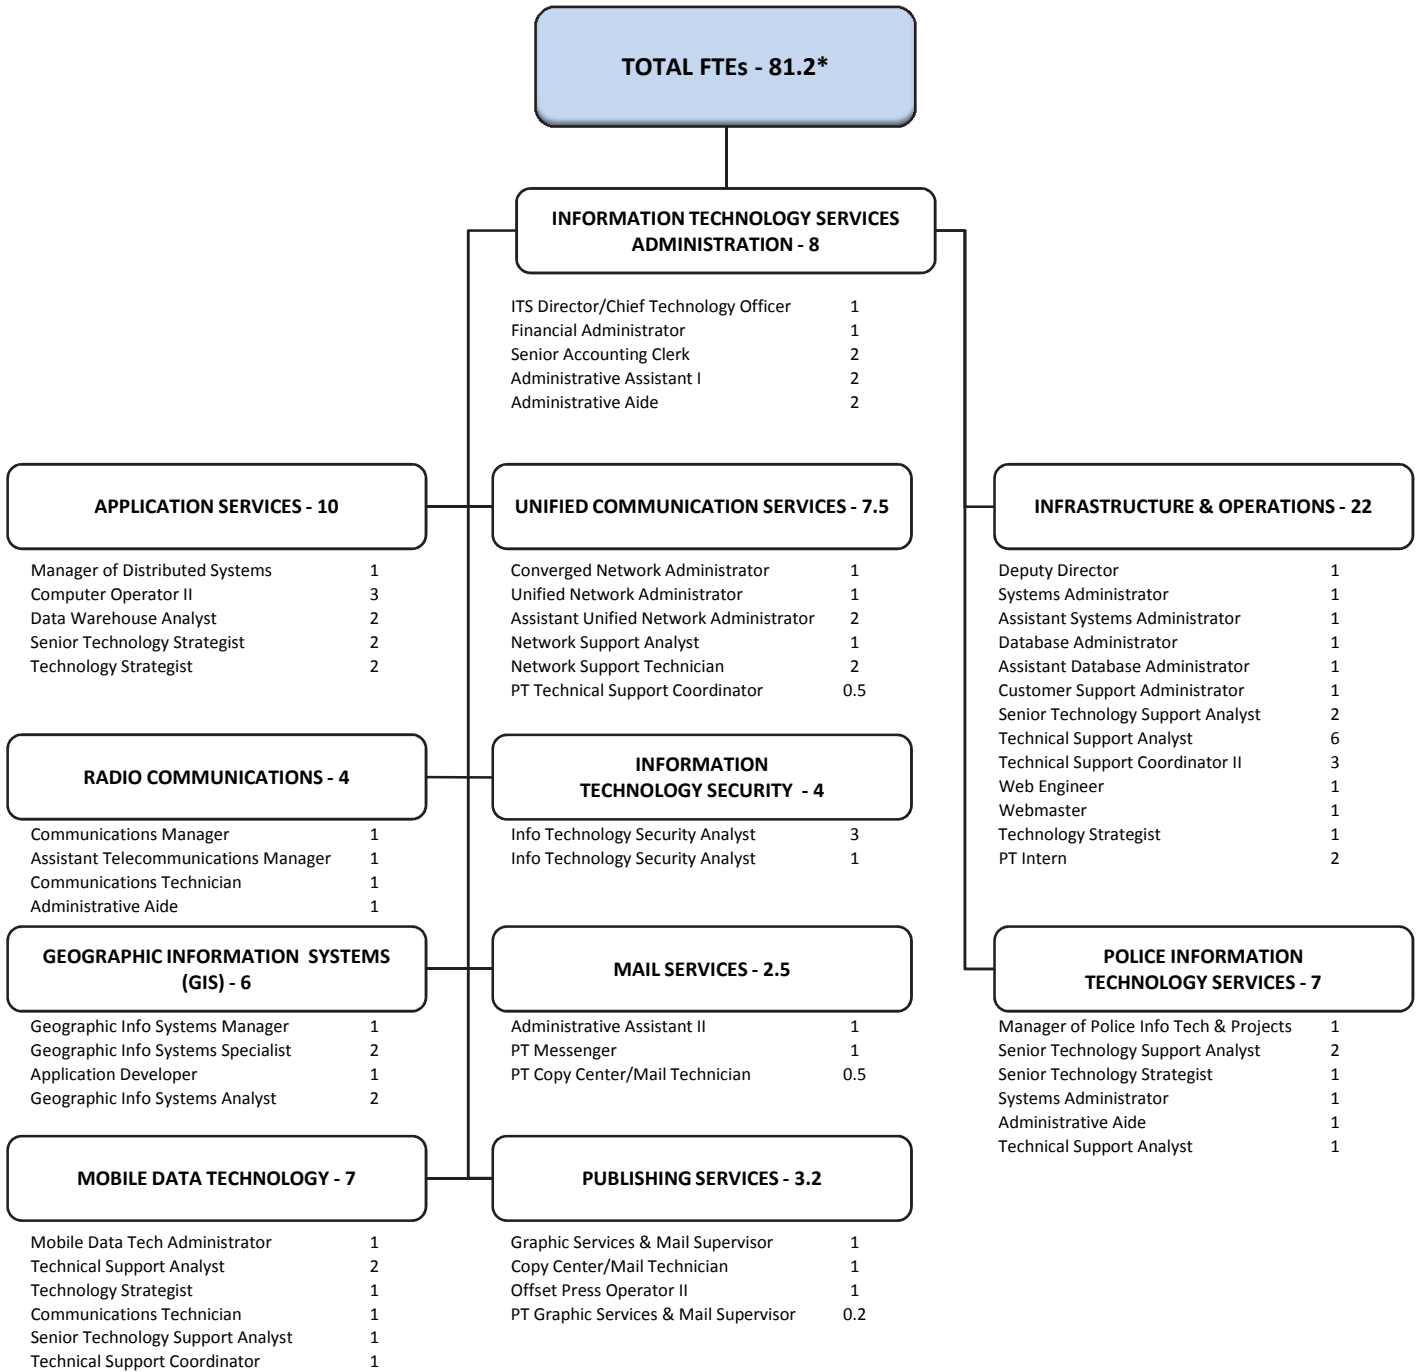 TOTAL FTEs - 81.2*
INFORMATION TECHNOLOGY SERVICES
ADMINISTRATION - 8
ITS Director/Chief Technology Officer 1
Financial Administrator 1
Senior Accounting Clerk 2
Administrative Assistant I 2
Administrative Aide 2
APPLICATION SERVICES - 10
Manager of Distributed Systems 1
Computer Operator II 3
Data Warehouse Analyst 2
Senior Technology Strategist 2
Technology Strategist 2
UNIFIED COMMUNICATION SERVICES - 7.5
Converged Network Administrator 1
Unified Network Administrator 1
Assistant Unified Network Administrator 2
Network Support Analyst 1
Network Support Technician 2
PT Technical Support Coordinator 0.5
INFRASTRUCTURE & OPERATIONS - 22
Deputy Director 1
Systems Administrator 1
Assistant Systems Administrator 1
Database Administrator 1
Assistant Database Administrator 1
Customer Support Administrator 1
Senior Technology Support Analyst 2
Technical Support Analyst 6
Technical Support Coordinator II 3
Web Engineer 1
Webmaster 1
Technology Strategist 1
PT Intern 2
RADIO COMMUNICATIONS - 4
Communications Manager 1
Assistant Telecommunications Manager 1
Communications Technician 1
Administrative Aide 1
INFORMATION
TECHNOLOGY SECURITY - 4
Info Technology Security Analyst 3
Info Technology Security Analyst 1
GEOGRAPHIC INFORMATION SYSTEMS
(GIS) - 6
Geographic Info Systems Manager 1
Geographic Info Systems Specialist 2
Application Developer 1
Geographic Info Systems Analyst 2
MAIL SERVICES - 2.5
Administrative Assistant II 1
PT Messenger 1
PT Copy Center/Mail Technician 0.5
POLICE INFORMATION
TECHNOLOGY SERVICES - 7
Manager of Police Info Tech & Projects 1
Senior Technology Support Analyst 2
Senior Technology Strategist 1
Systems Administrator 1
Administrative Aide 1
Technical Support Analyst 1
MOBILE DATA TECHNOLOGY - 7
Mobile Data Tech Administrator 1
Technical Support Analyst 2
Technology Strategist 1
Communications Technician 1
Senior Technology Support Analyst 1
Technical Support Coordinator 1
PUBLISHING SERVICES - 3.2
Graphic Services & Mail Supervisor 1
Copy Center/Mail Technician 1
Offset Press Operator II 1
PT Graphic Services & Mail Supervisor 0.2